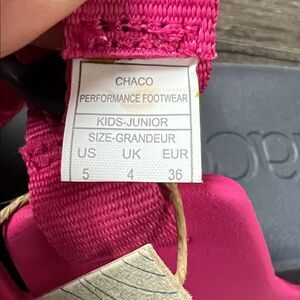 CHACO
PERFORMANCE FOOTWEAR
KIDS-JUNIOR
SIZE-GRANDEUR
US UK EUR
5 4 36